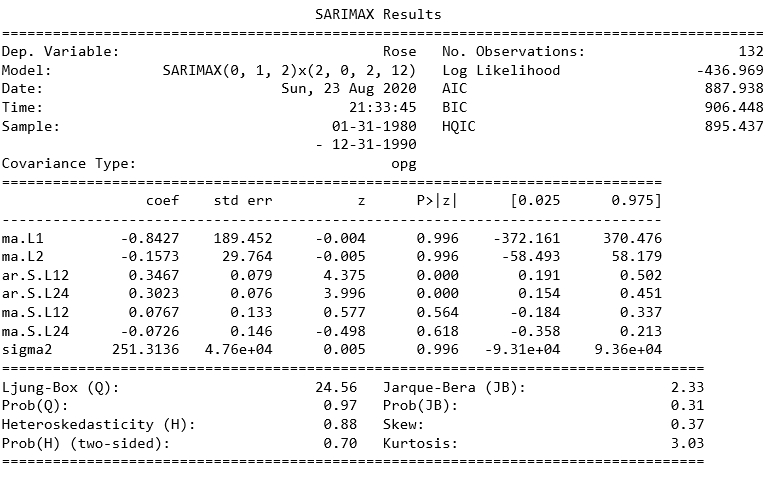 SARIMAX Results
==============================================================================================
Dep. Variable:                                Rose   No. Observations:                  132
Model:             SARIMAX(0, 1, 2)x(2, 0, 2, 12)   Log Likelihood                -436.969
Date:                             Sun, 23 Aug 2020   AIC                            887.938
Time:                                     21:33:45   BIC                            906.448
Sample:                                 01-31-1980   HQIC                           895.437
- 12-31-1990
Covariance Type:                               opg
==============================================================================
coef    std err          z      P>|z|      [0.025      0.975]
------------------------------------------------------------------------------
ma.L1         -0.8427    189.452     -0.004      0.996    -372.161     370.476
ma.L2         -0.1573     29.764     -0.005      0.996     -58.493      58.179
ar.S.L12       0.3467      0.079      4.375      0.000       0.191       0.502
ar.S.L24       0.3023      0.076      3.996      0.000       0.154       0.451
ma.S.L12       0.0767      0.133      0.577      0.564      -0.184       0.337
ma.S.L24      -0.0726      0.146     -0.498      0.618      -0.358       0.213
sigma2       251.3136   4.76e+04      0.005      0.996   -9.31e+04    9.36e+04
===================================================================================
Ljung-Box (Q):                       24.56   Jarque-Bera (JB):                 2.33
Prob(Q):                              0.97   Prob(JB):                         0.31
Heteroskedasticity (H):               0.88   Skew:                             0.37
Prob(H) (two-sided):                  0.70   Kurtosis:                         3.03
===================================================================================